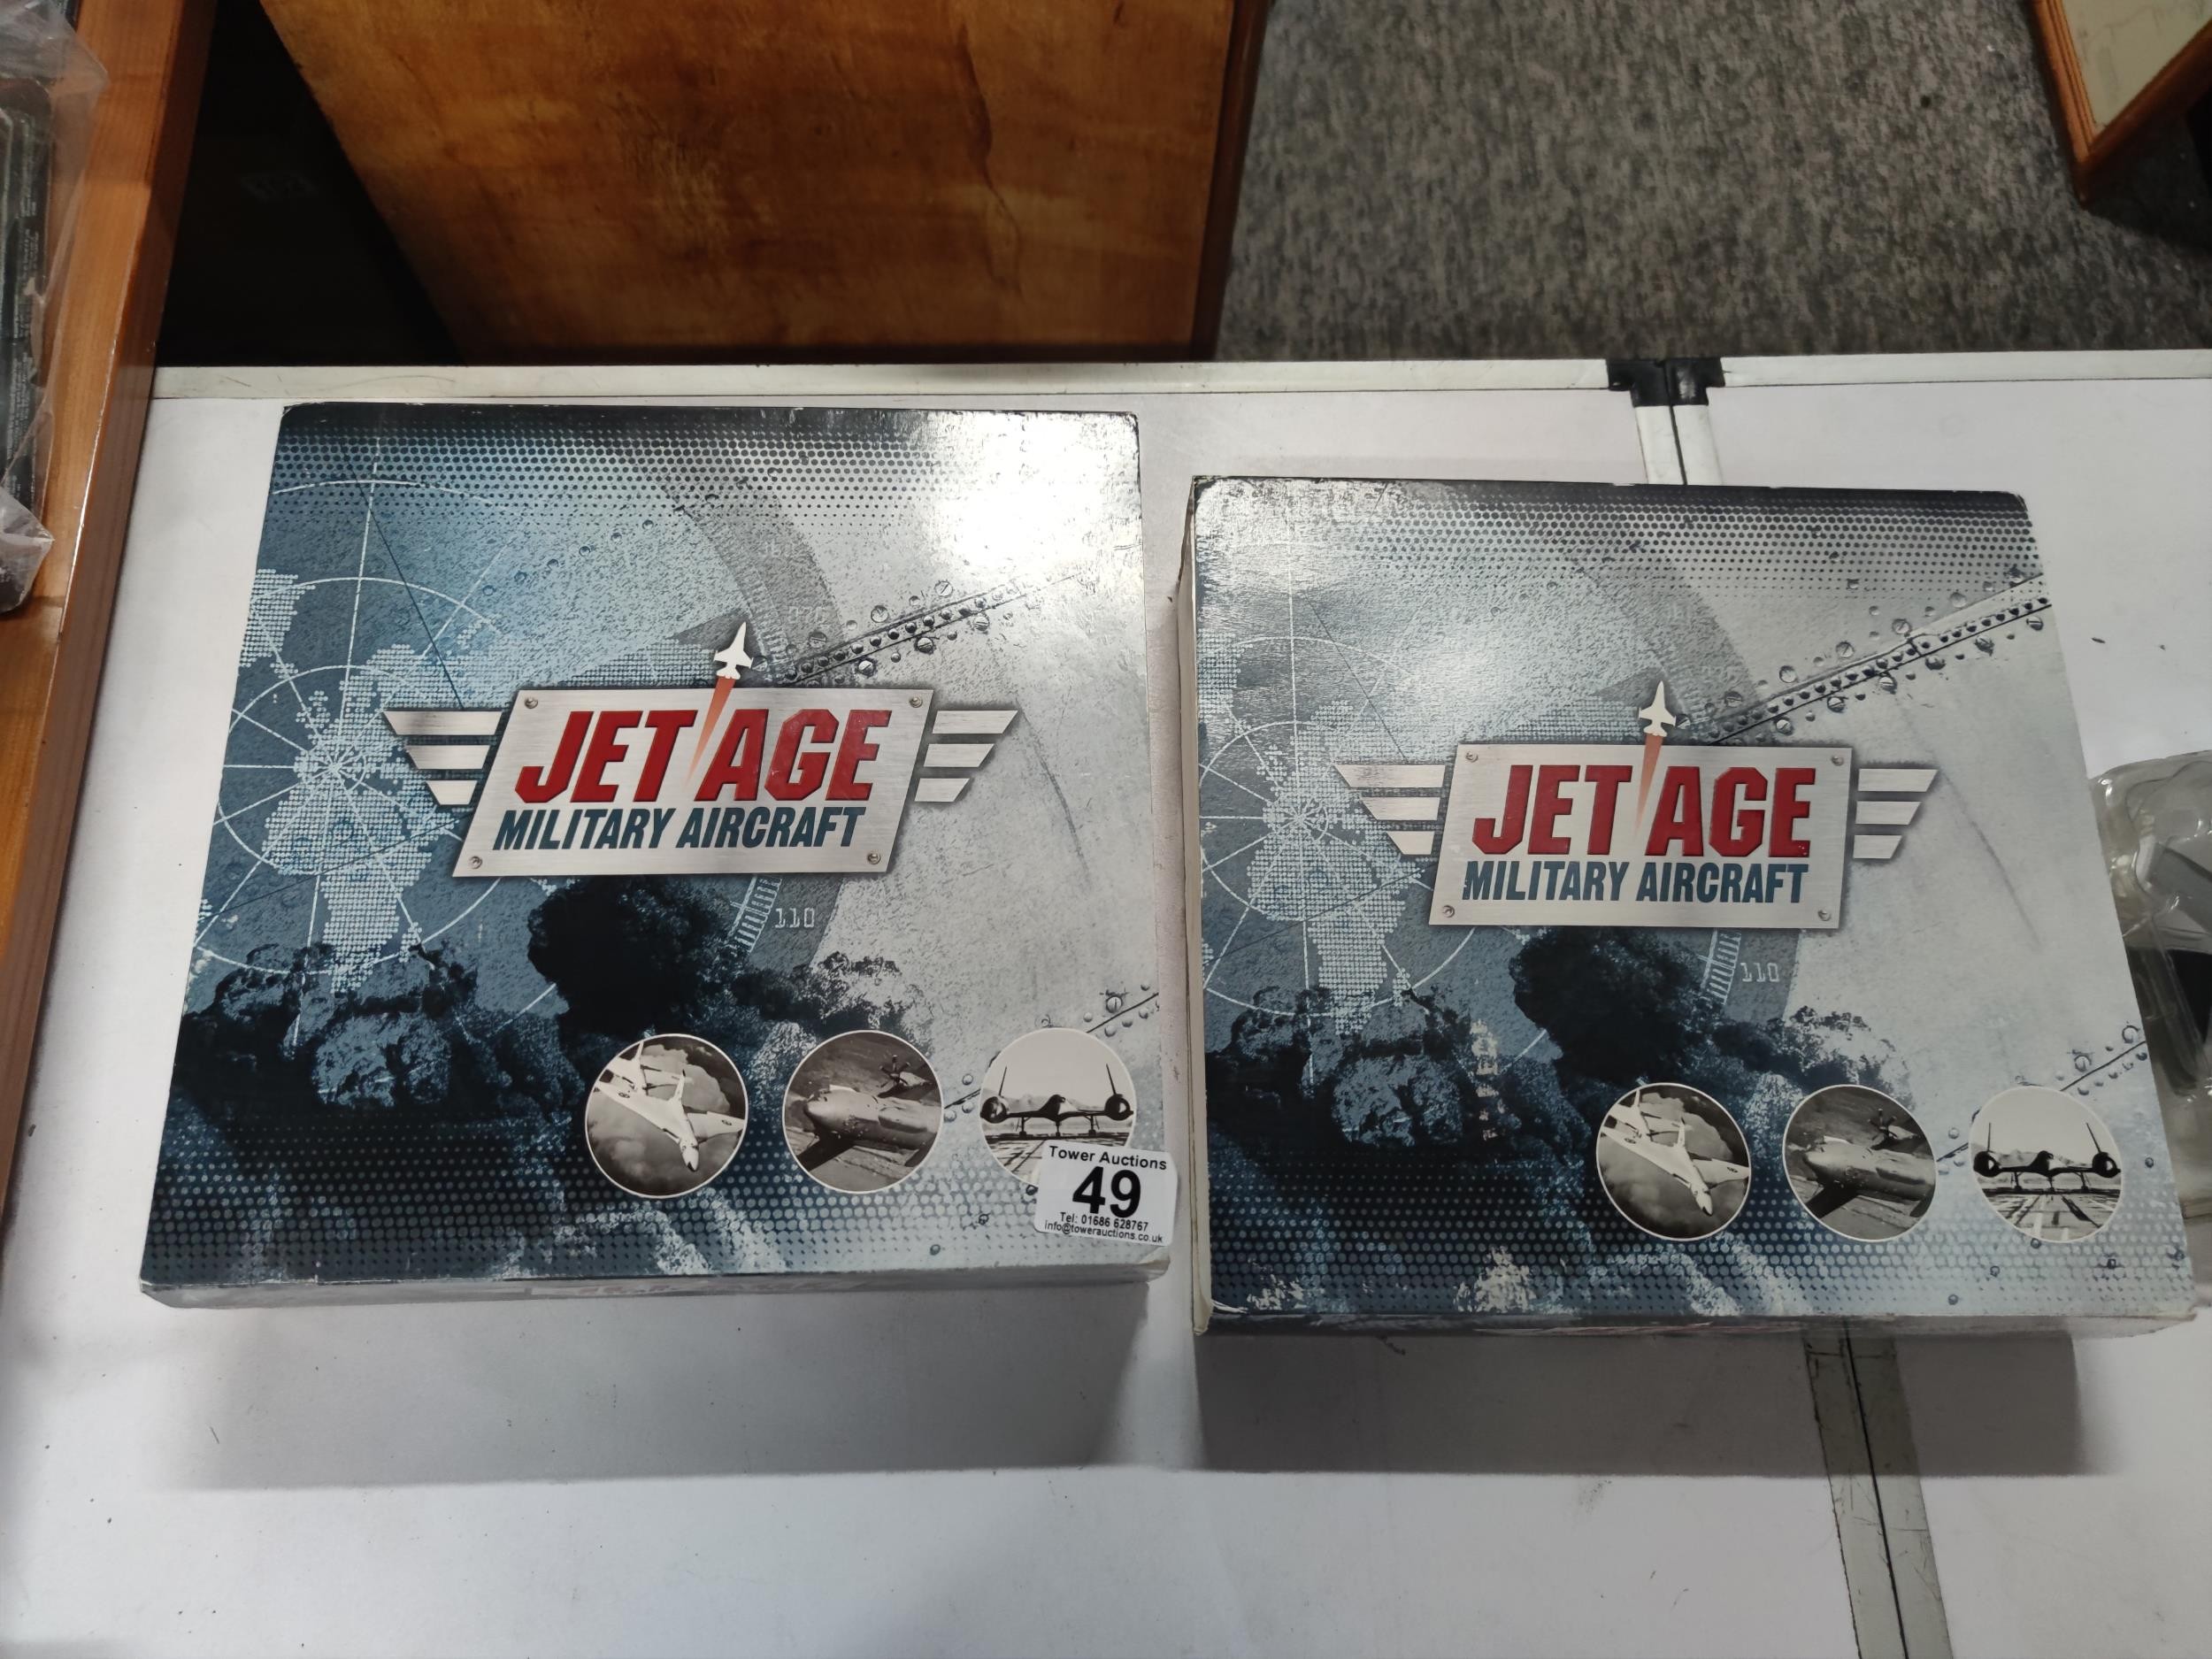 JET AGE
MILITARY AIRCRAFT
110
Tower Auctions
49
Tel: 01686 628767
info@towerauctions.co.uk
JET AGE
MILITARY AIRCRAFT
110